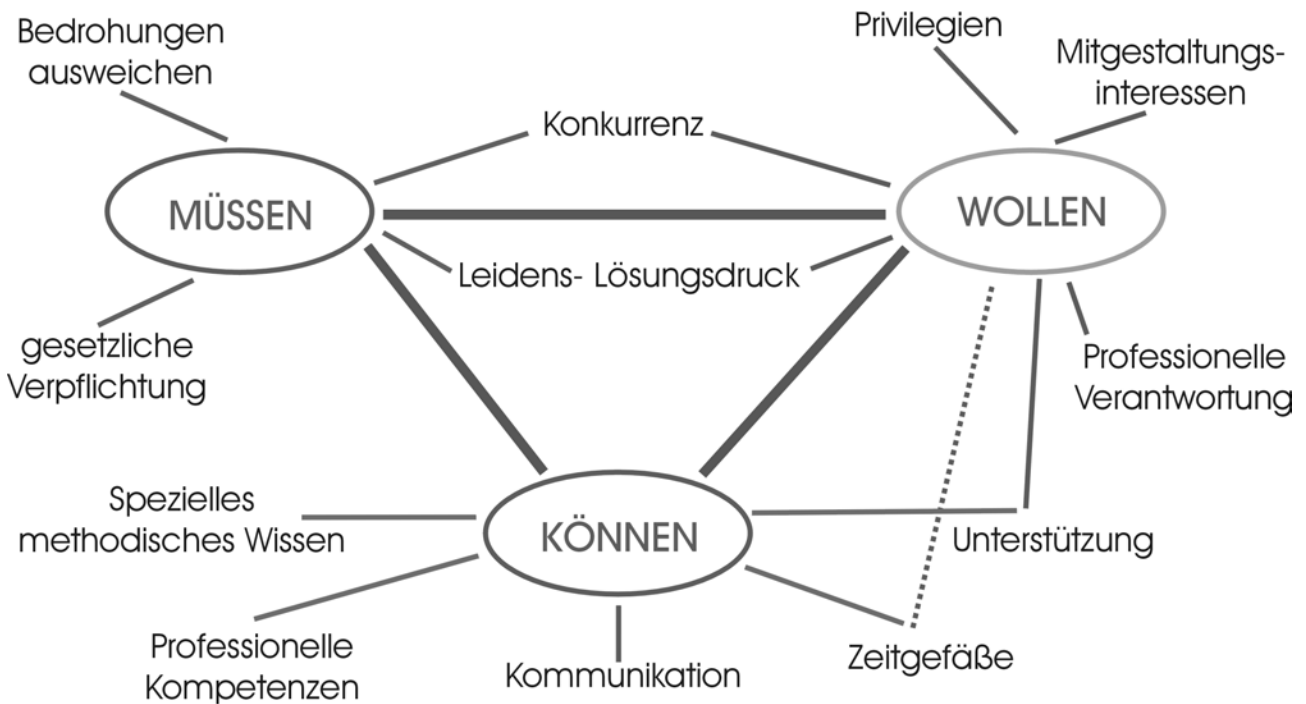 Bedrohungen
ausweichen
Privilegien
Mitgestaltungs-
interessen
Konkurrenz
MÜSSEN
WOLLEN
Leidens- Lösungsdruck
gesetzliche
Verpflichtung
Professionelle
Verantwortung
Spezielles
methodisches Wissen
KÖNNEN
Unterstützung
Professionelle
Kompetenzen
Kommunikation
Zeitgefäße